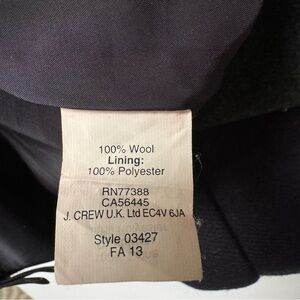 100% Wool
Lining:
100% Polyester
RN77388
CA56445
J. CREW U.K. Ltd EC4V 6JA
Style 03427
FA 13